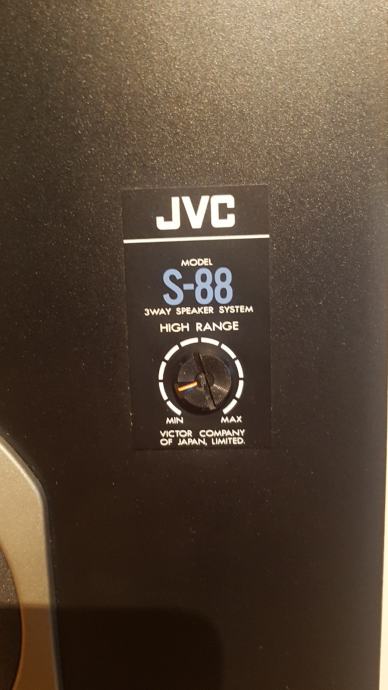 JVC
MODEL
S-88
3WAY SPEAKER SYSTEM
HIGH RANGE
MIN MAX
VICTOR COMPANY
OF JAPAN, LIMITED.